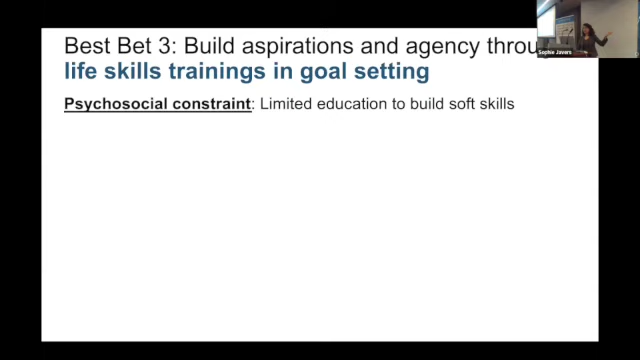 Best Bet 3: Build aspirations and agency throu
life skills trainings in goal setting
Psychosocial constraint: Limited education to build soft skills
Sophie Javers